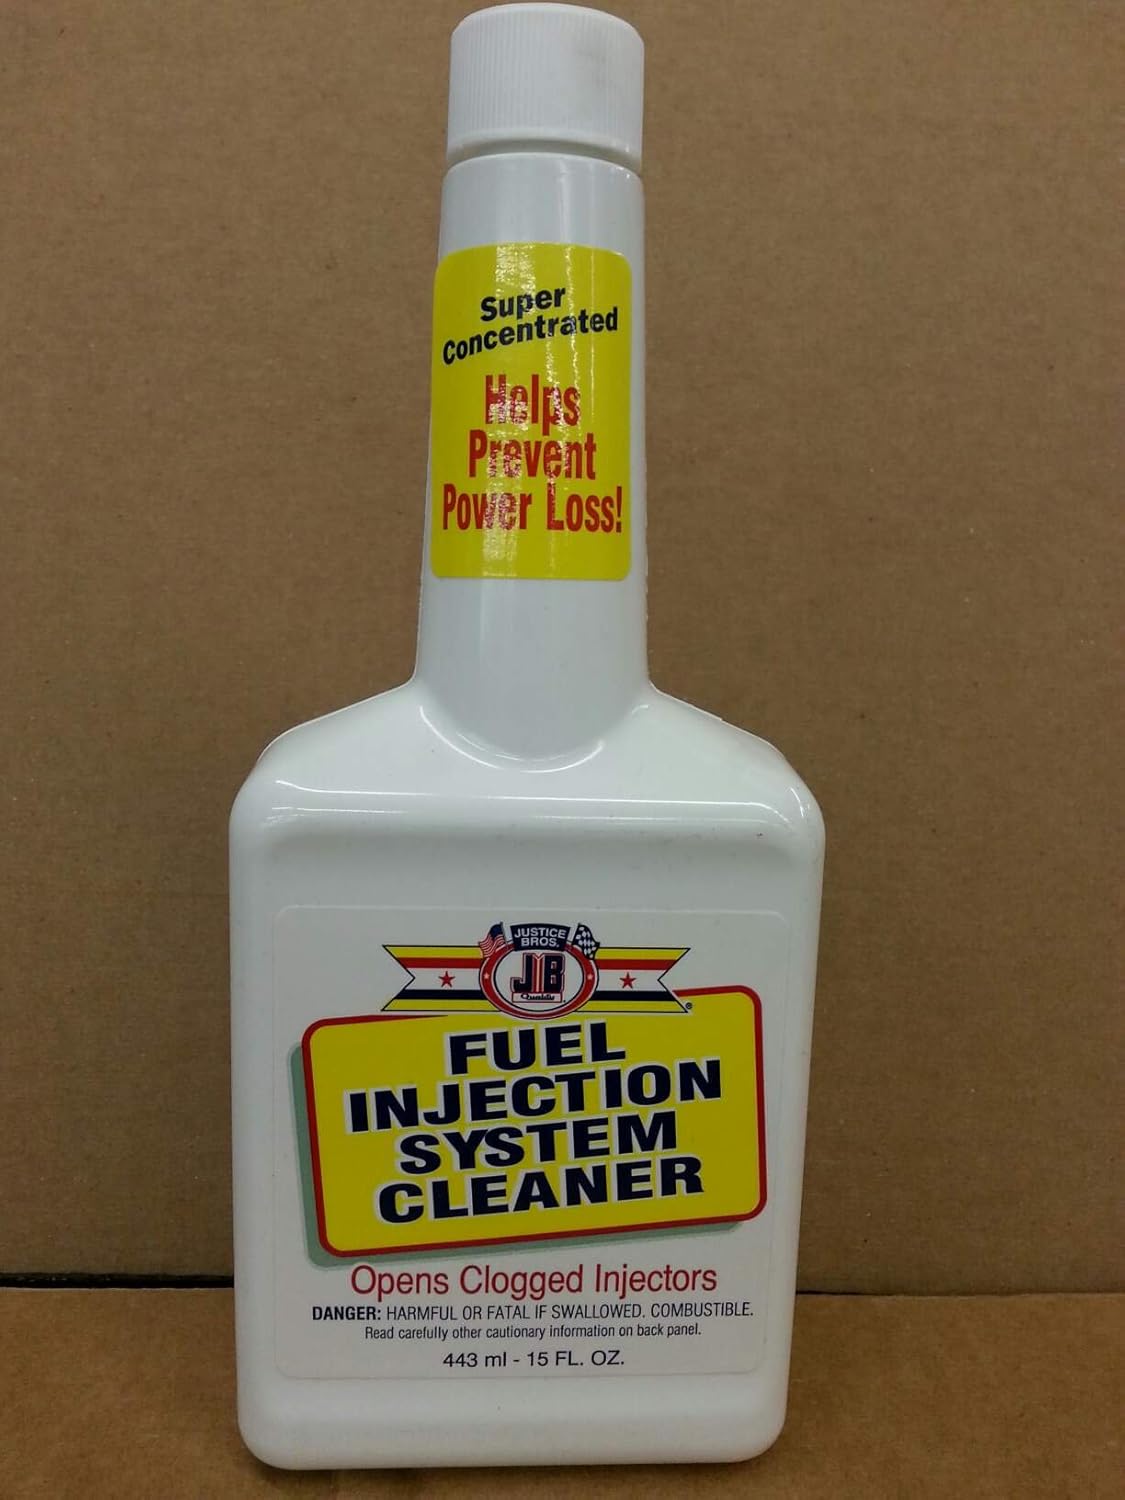 Super
Concentrated
Helps
Prevent
Power Loss!
JUSTICE
BROS.
JB
Quality
®
FUEL
INJECTION
SYSTEM
CLEANER
Opens Clogged Injectors
DANGER: HARMFUL OR FATAL IF SWALLOWED. COMBUSTIBLE.
Read carefully other cautionary information on back panel.
443 ml - 15 FL. OZ.